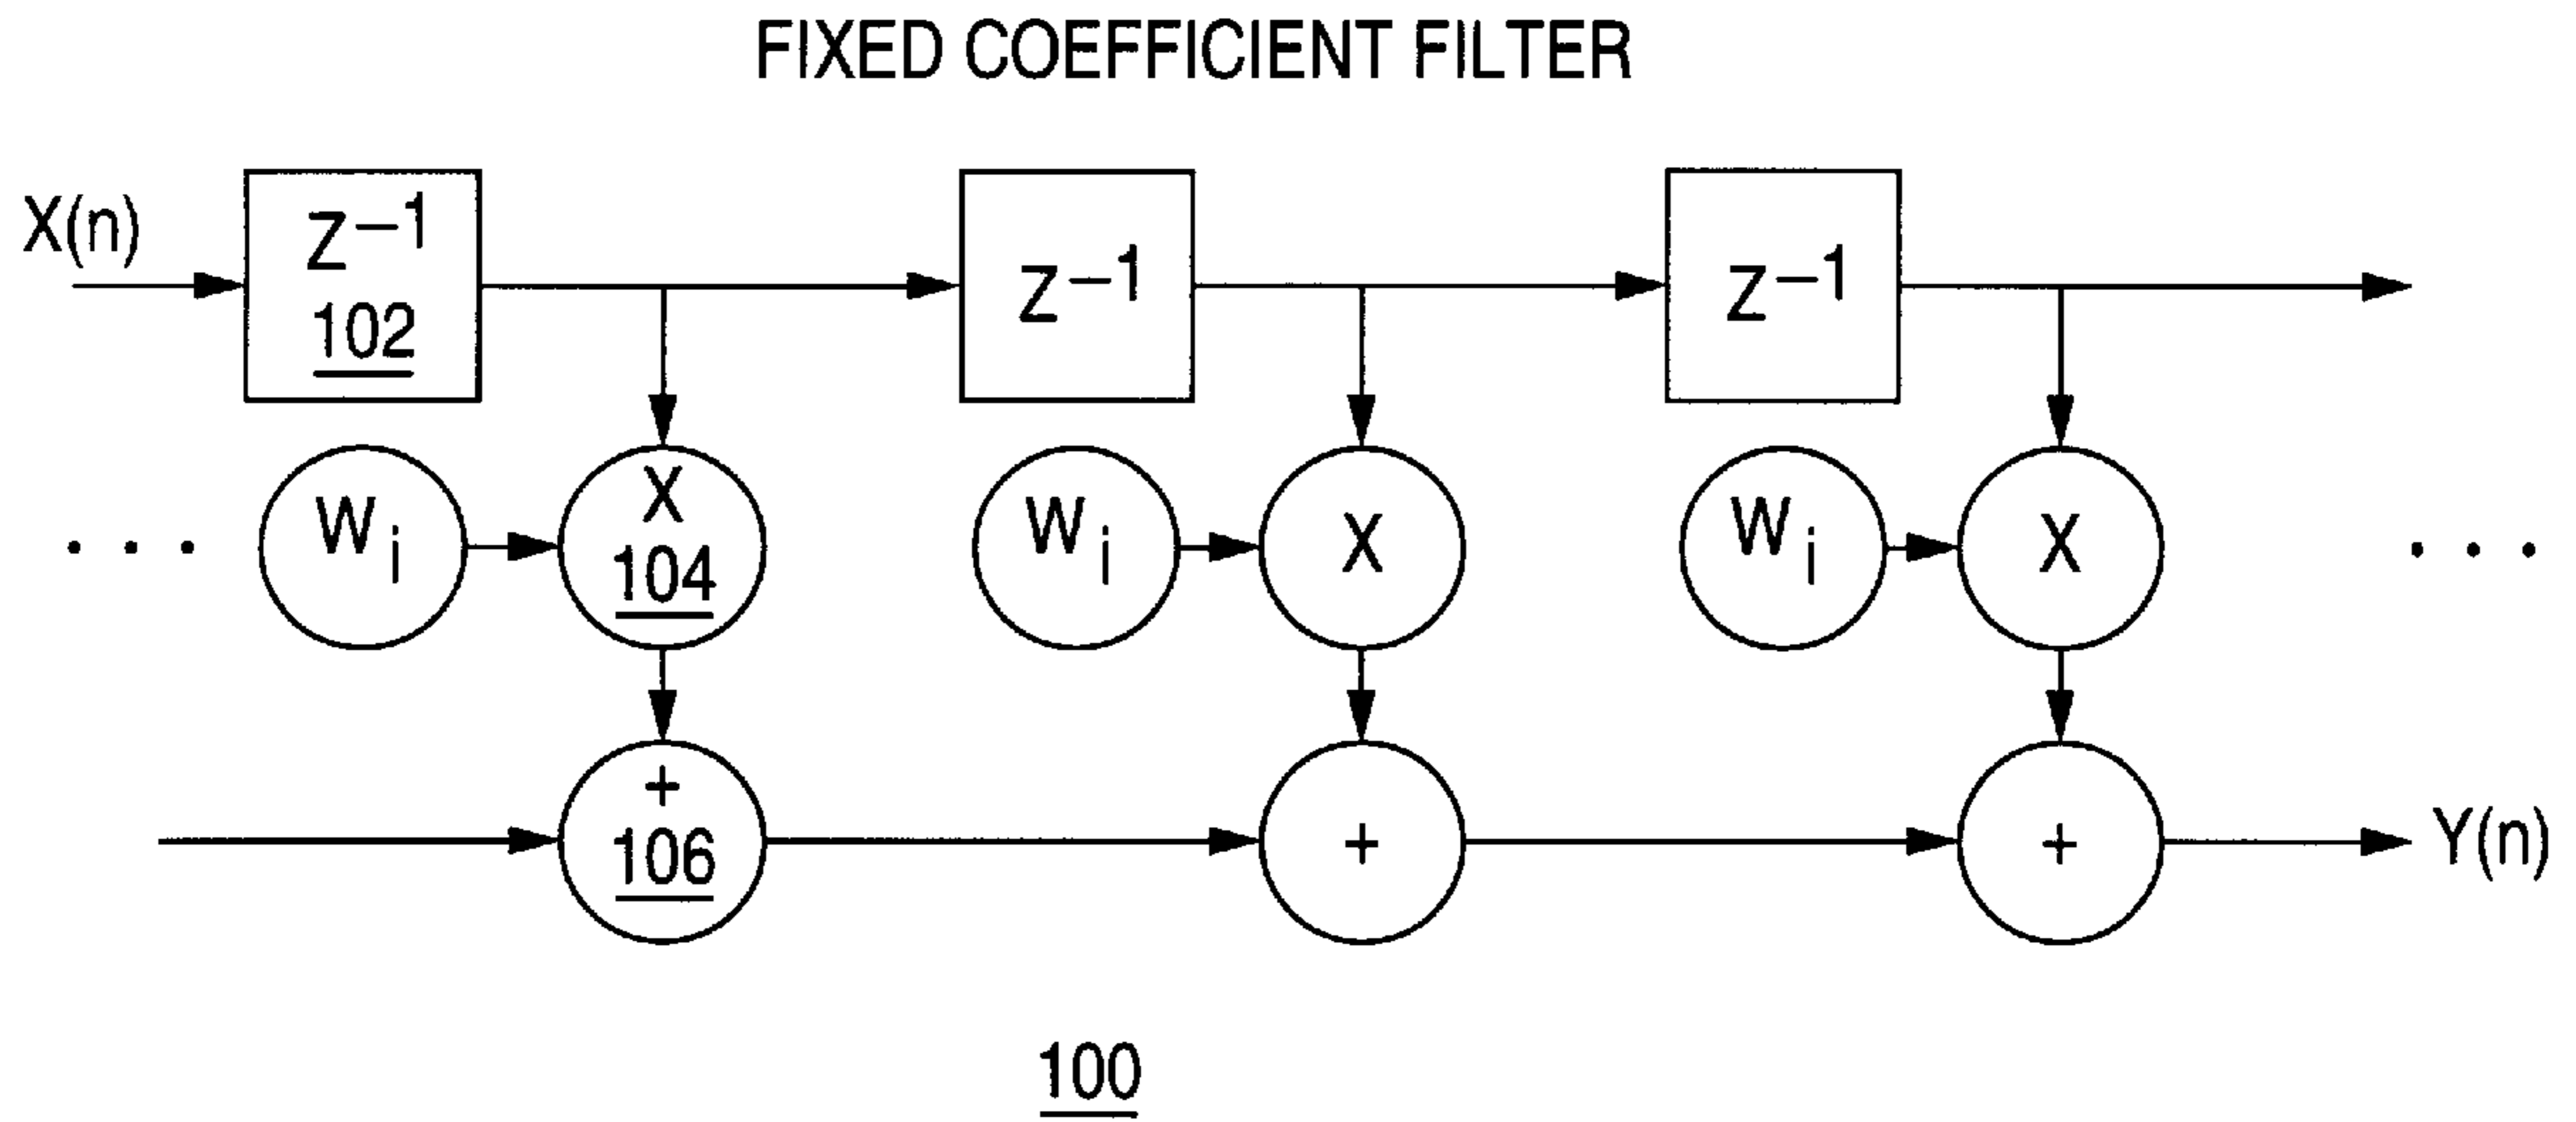 FIXED COEFFICIENT FILTER
X(n)
Z⁻¹
102
Z⁻¹
Z⁻¹
. . .
Wᵢ
X
104
Wᵢ
X
Wᵢ
X
. . .
+
106
+
+
Y(n)
100